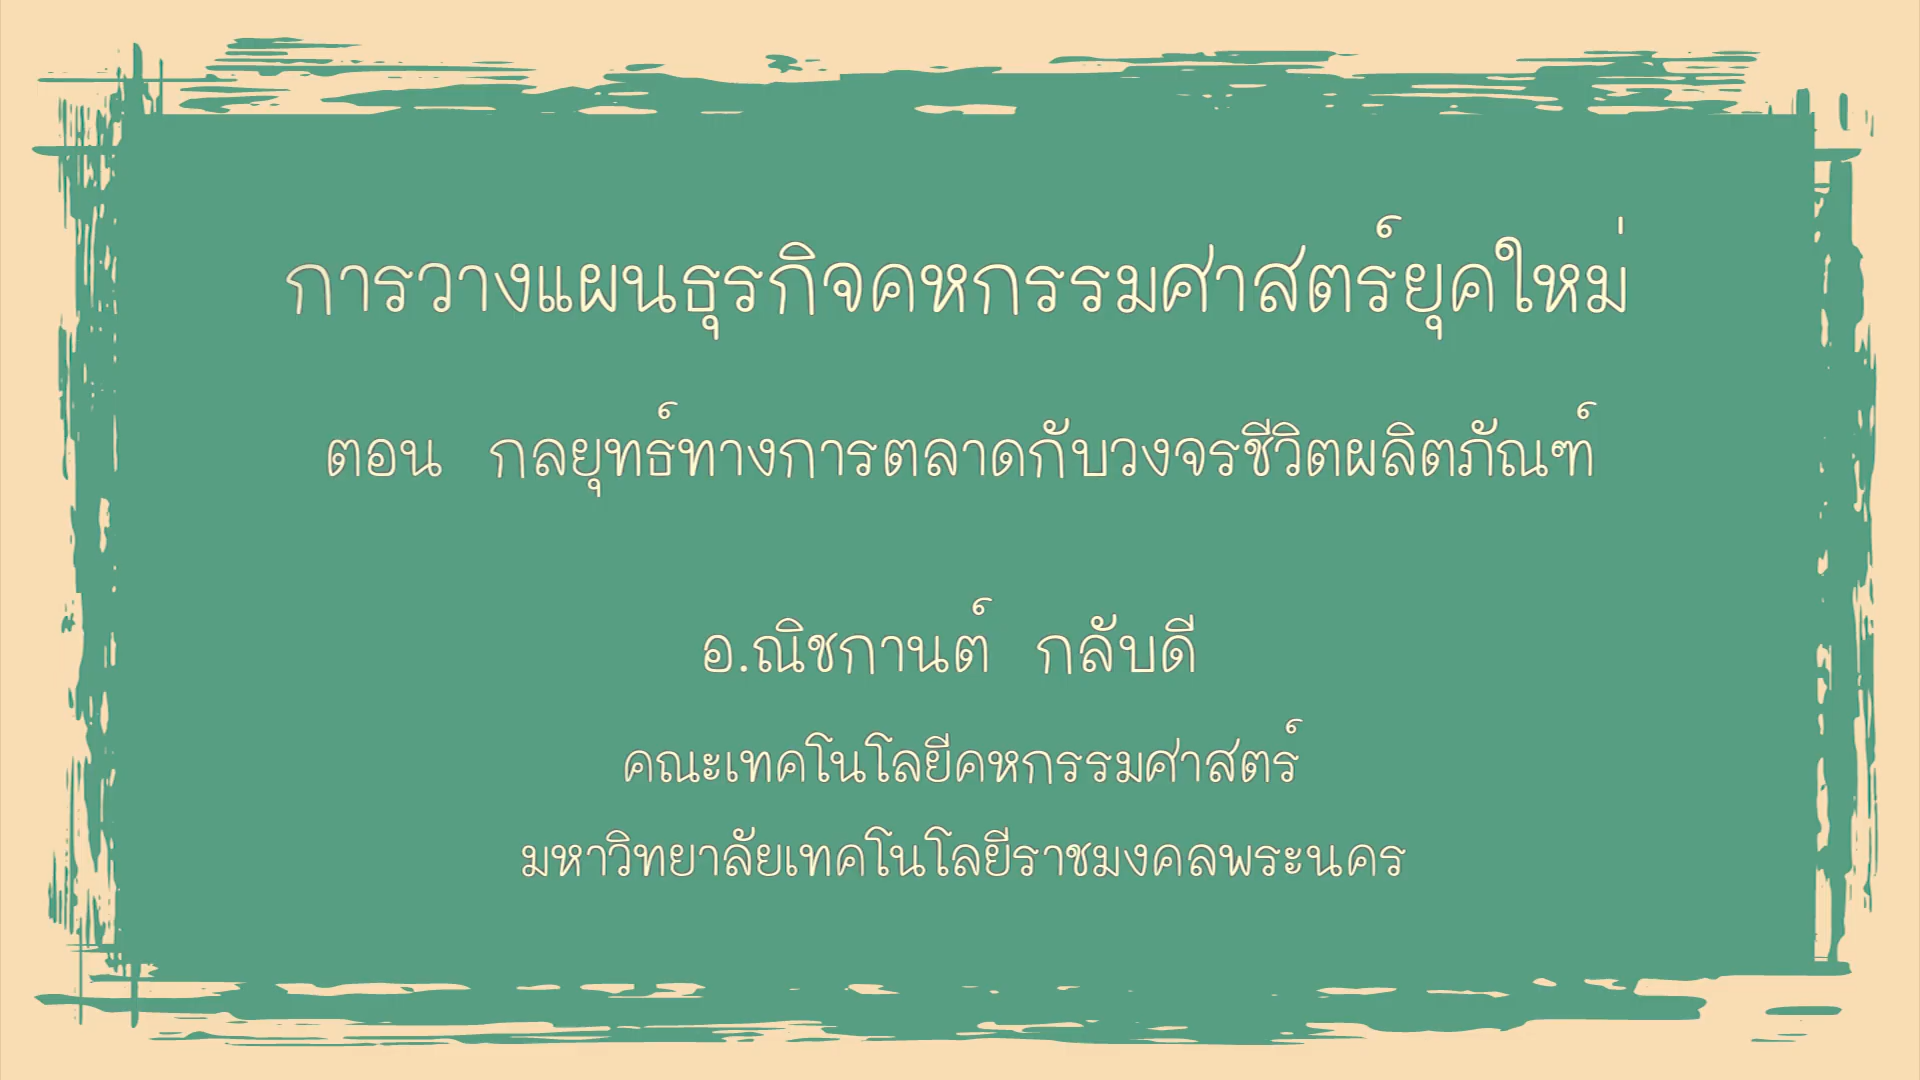 การวางแผนธุรกิจคหกรรมศาสตร์ยุคใหม่
ตอน กลยุทธ์ทางการตลาดกับวงจรชีวิตผลิตภัณฑ์
อ.ณิชกานต์ กลับดี
คณะเทคโนโลยีคหกรรมศาสตร์
มหาวิทยาลัยเทคโนโลยีราชมงคลพระนคร